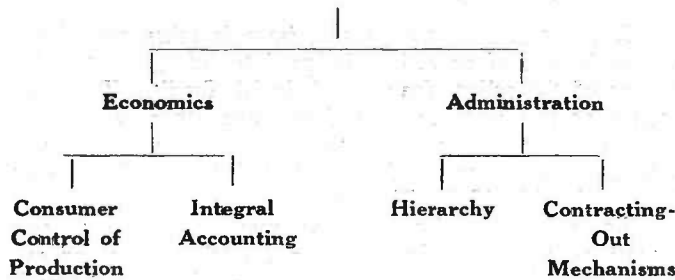 Economics
Administration
Consumer
Control of
Production
Integral
Accounting
Hierarchy
Contracting-
Out
Mechanisms